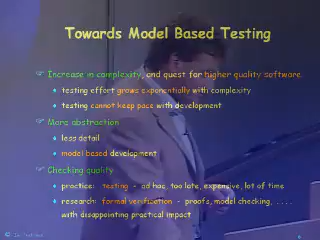 Towards Model Based Testing
Increase in complexity, and quest for higher quality software
testing effort grows exponentially with complexity
testing cannot keep pace with development
More abstraction
less detail
model based development
Checking quality
practice: testing - ad hoc, too late, expensive, lot of time
research: formal verification - proofs, model checking, ....
with disappointing practical impact
©